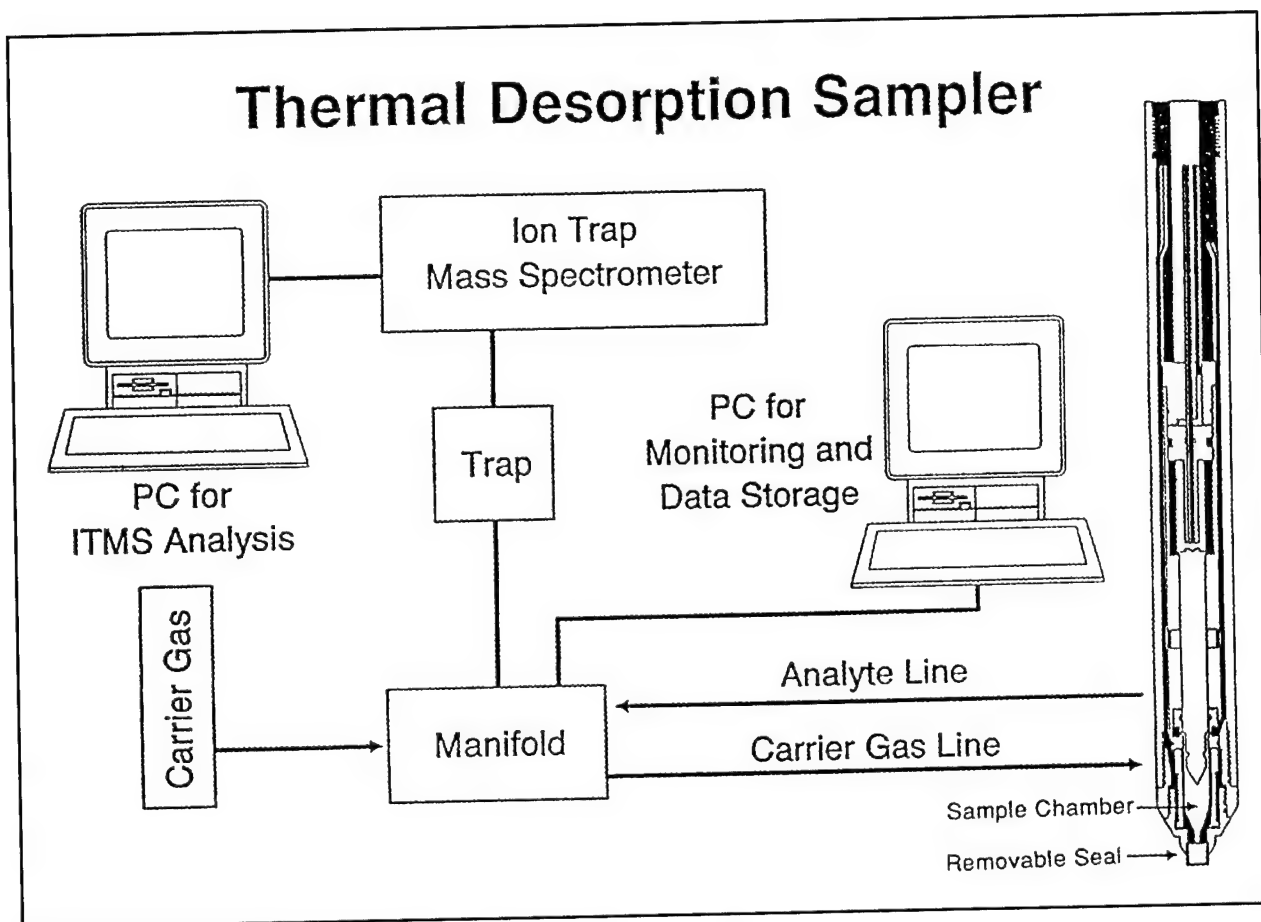 Thermal Desorption Sampler
Ion Trap
Mass Spectrometer
PC for
Monitoring and
Data Storage
Trap
PC for
ITMS Analysis
Carrier Gas
Analyte Line
Manifold
Carrier Gas Line
Sample Chamber
Removable Seal